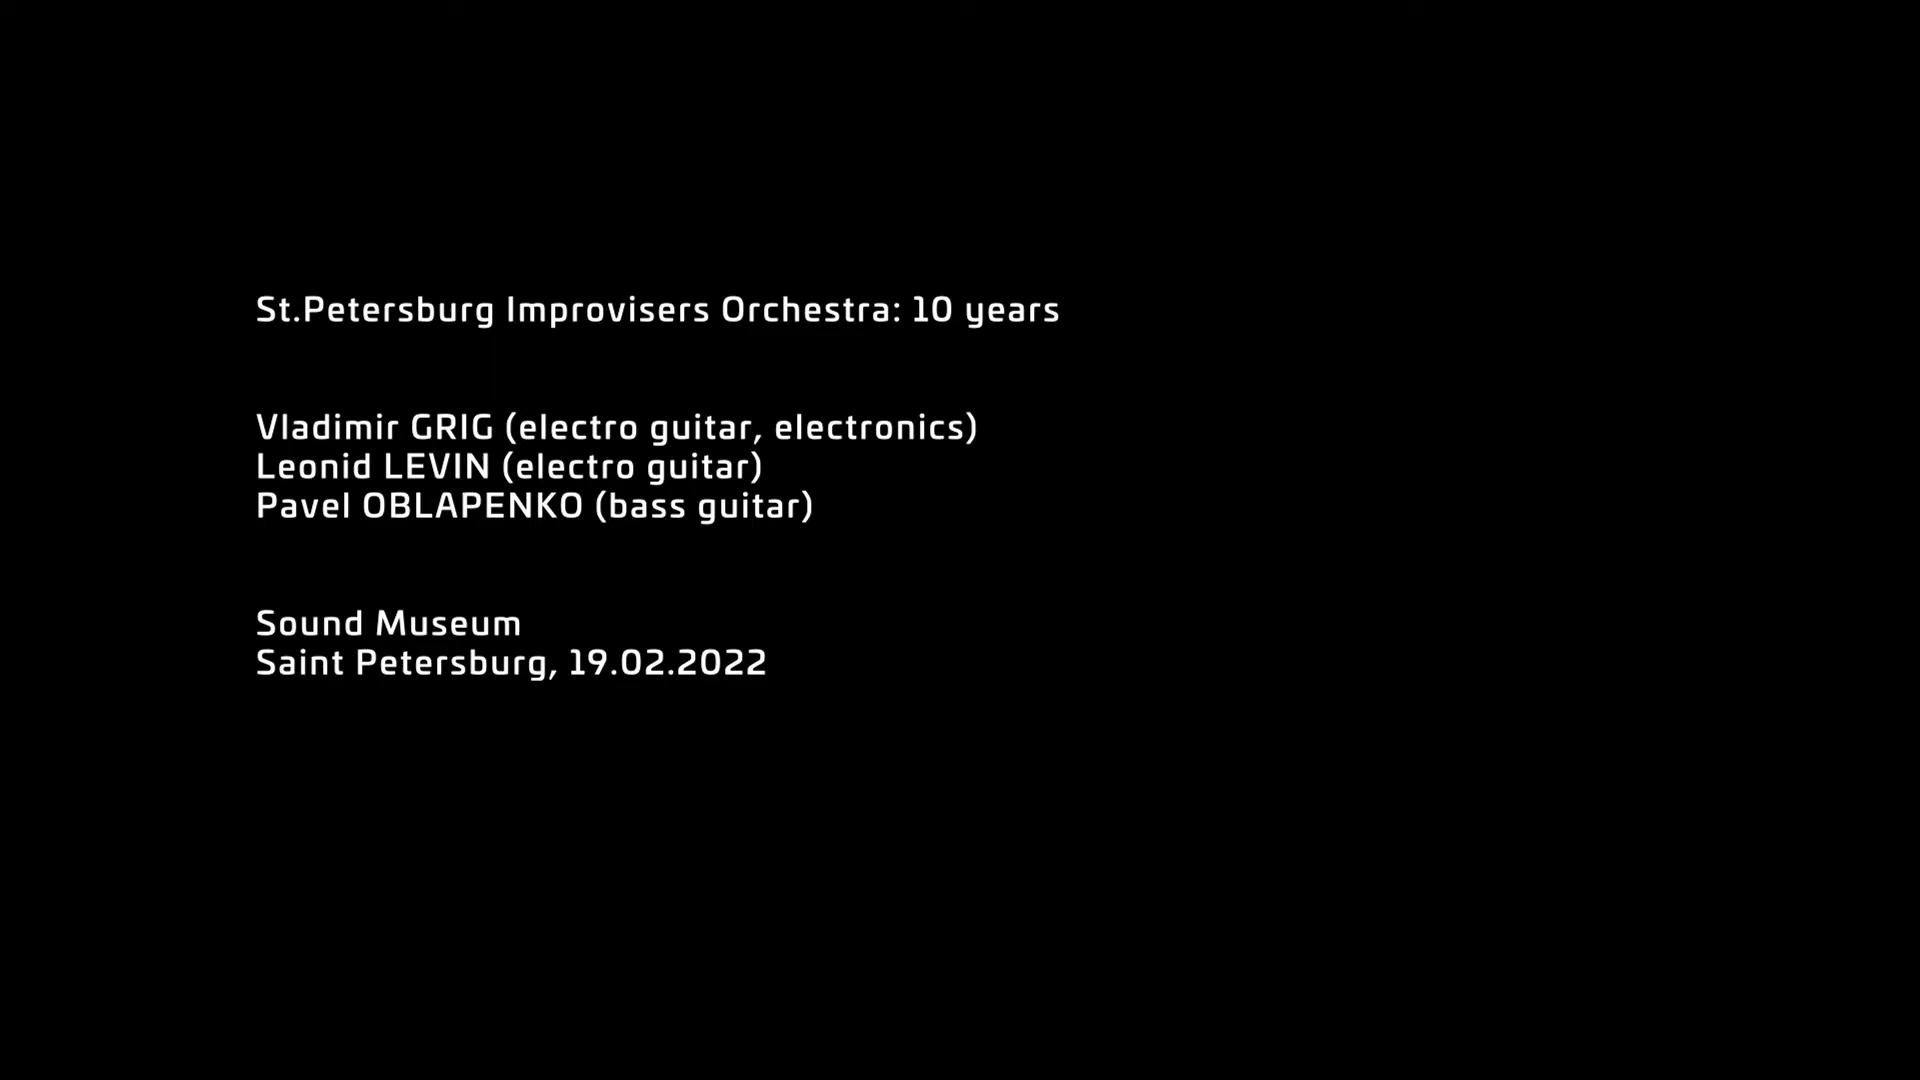 St.Petersburg Improvisers Orchestra: 10 years
Vladimir GRIG (electro guitar, electronics)
Leonid LEVIN (electro guitar)
Pavel OBLAPENKO (bass guitar)
Sound Museum
Saint Petersburg, 19.02.2022